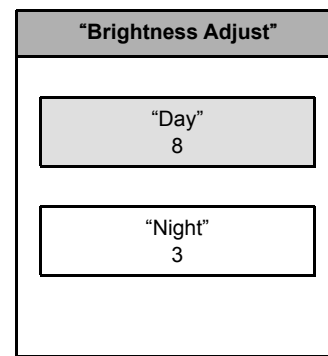 “Brightness Adjust”
“Day”
8
“Night”
3